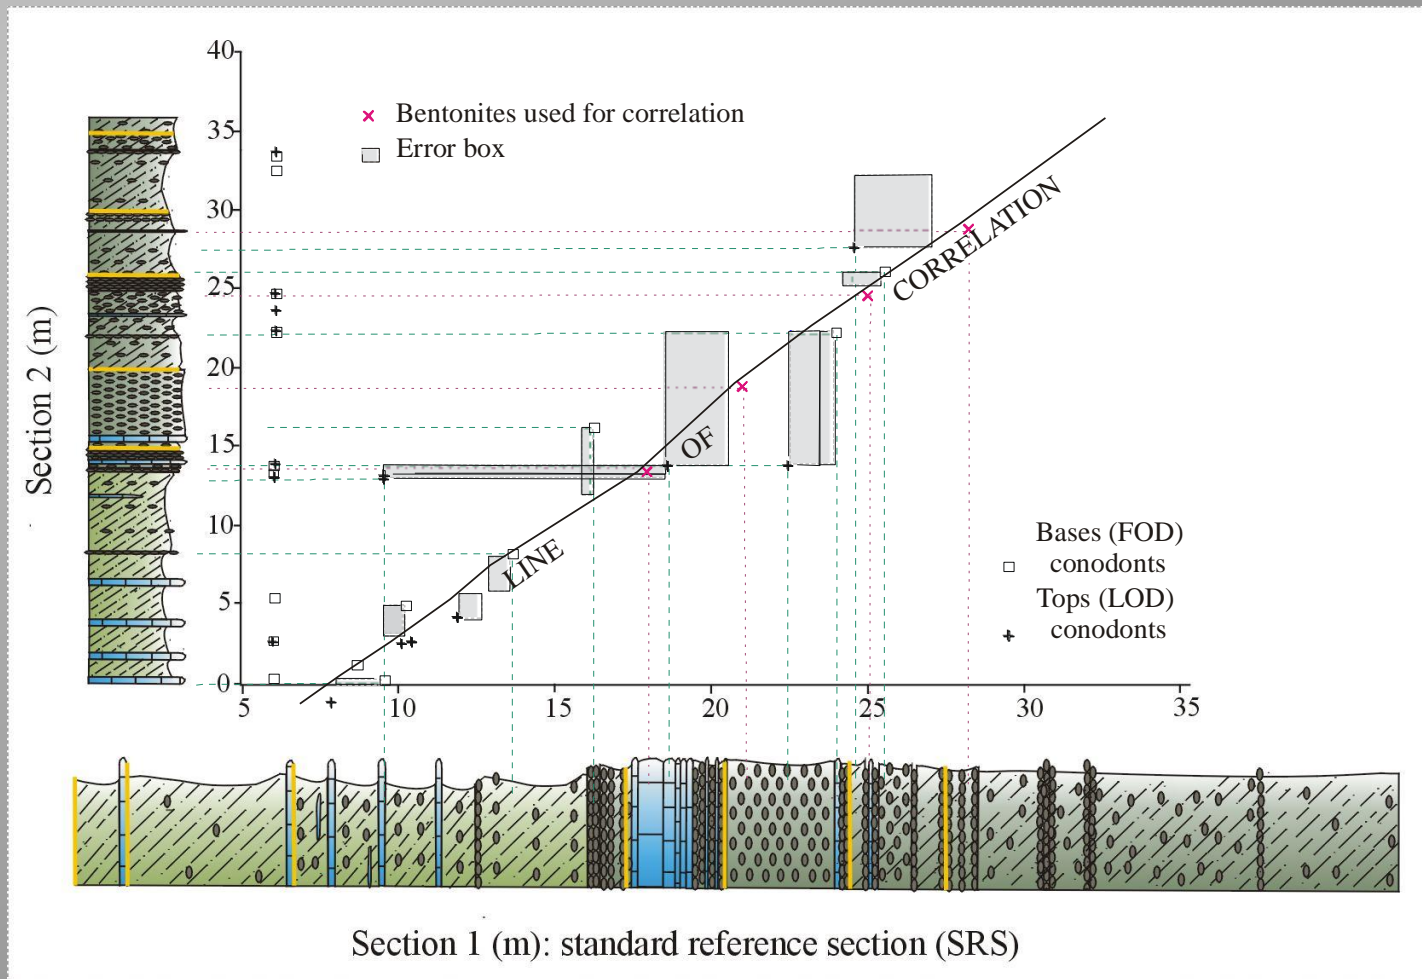 40
35
30
25
20
15
10
5
0
Section 2 (m)
Bentonites used for correlation
Error box
LINE
OF
CORRELATION
Bases (FOD)
conodonts
Tops (LOD)
conodonts
5
10
15
20
25
30
35
Section 1 (m): standard reference section (SRS)